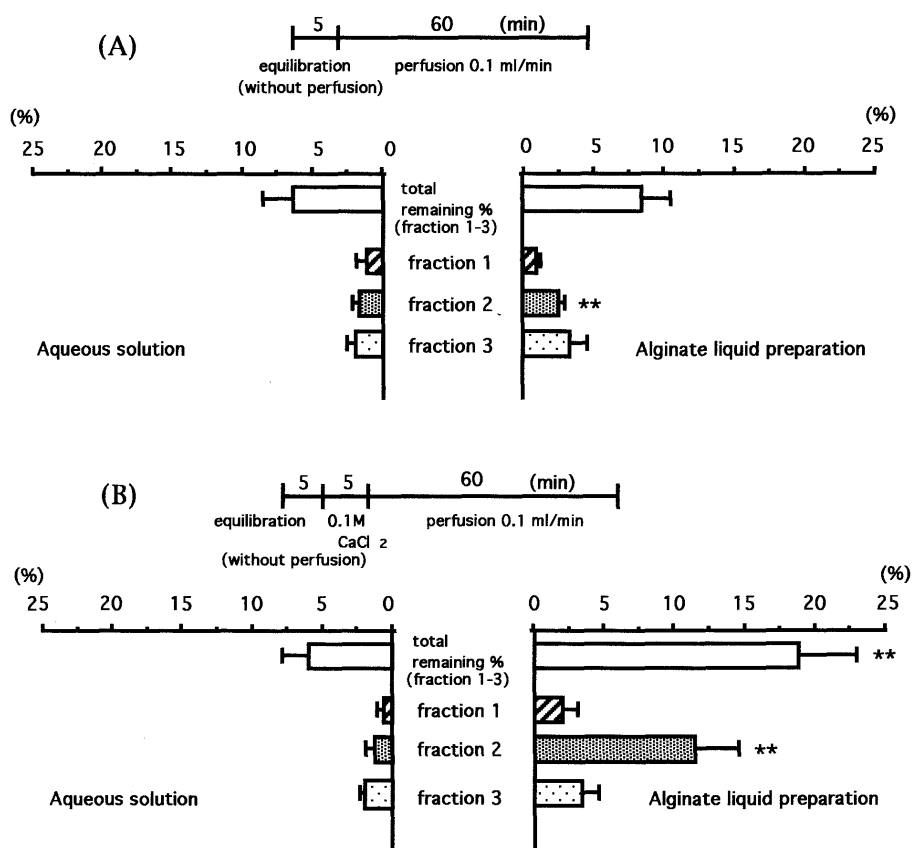 (A)
5 60 (min)
equilibration perfusion 0.1 ml/min
(without perfusion)
(%) (%)
25 20 15 10 5 0 0 5 10 15 20 25
total
remaining %
(fraction 1-3)
fraction 1
fraction 2 **
fraction 3
Aqueous solution Alginate liquid preparation
(B)
5 5 60 (min)
equilibration 0.1M perfusion 0.1 ml/min
CaCl 2
(without perfusion)
(%) (%)
25 20 15 10 5 0 0 5 10 15 20 25
total
remaining % **
(fraction 1-3)
fraction 1
fraction 2 **
fraction 3
Aqueous solution Alginate liquid preparation